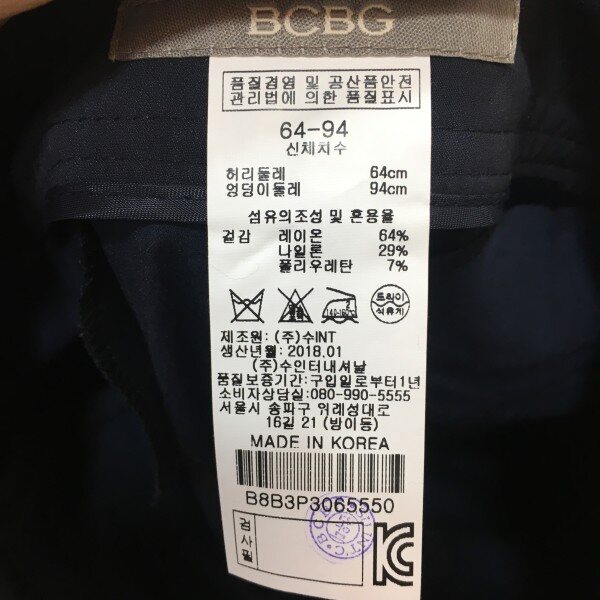 BCBG
품질경영 및 공산품안전
관리법에 의한 품질표시
64-94
신체치수
허리둘레 64cm
엉덩이둘레 94cm
섬유의조성 및 혼용율
겉감 레이온 64%
나일론 29%
폴리우레탄 7%
드라이
석유계
제조원: (주)수INT
생산년월: 2018.01
(주)수인터내셔날
품질보증기간: 구입일로부터1년
소비자상담실: 080-990-5555
서울시 송파구 위례성대로
16길 21 (방이동)
MADE IN KOREA
B8B3P3065550
검
사
필